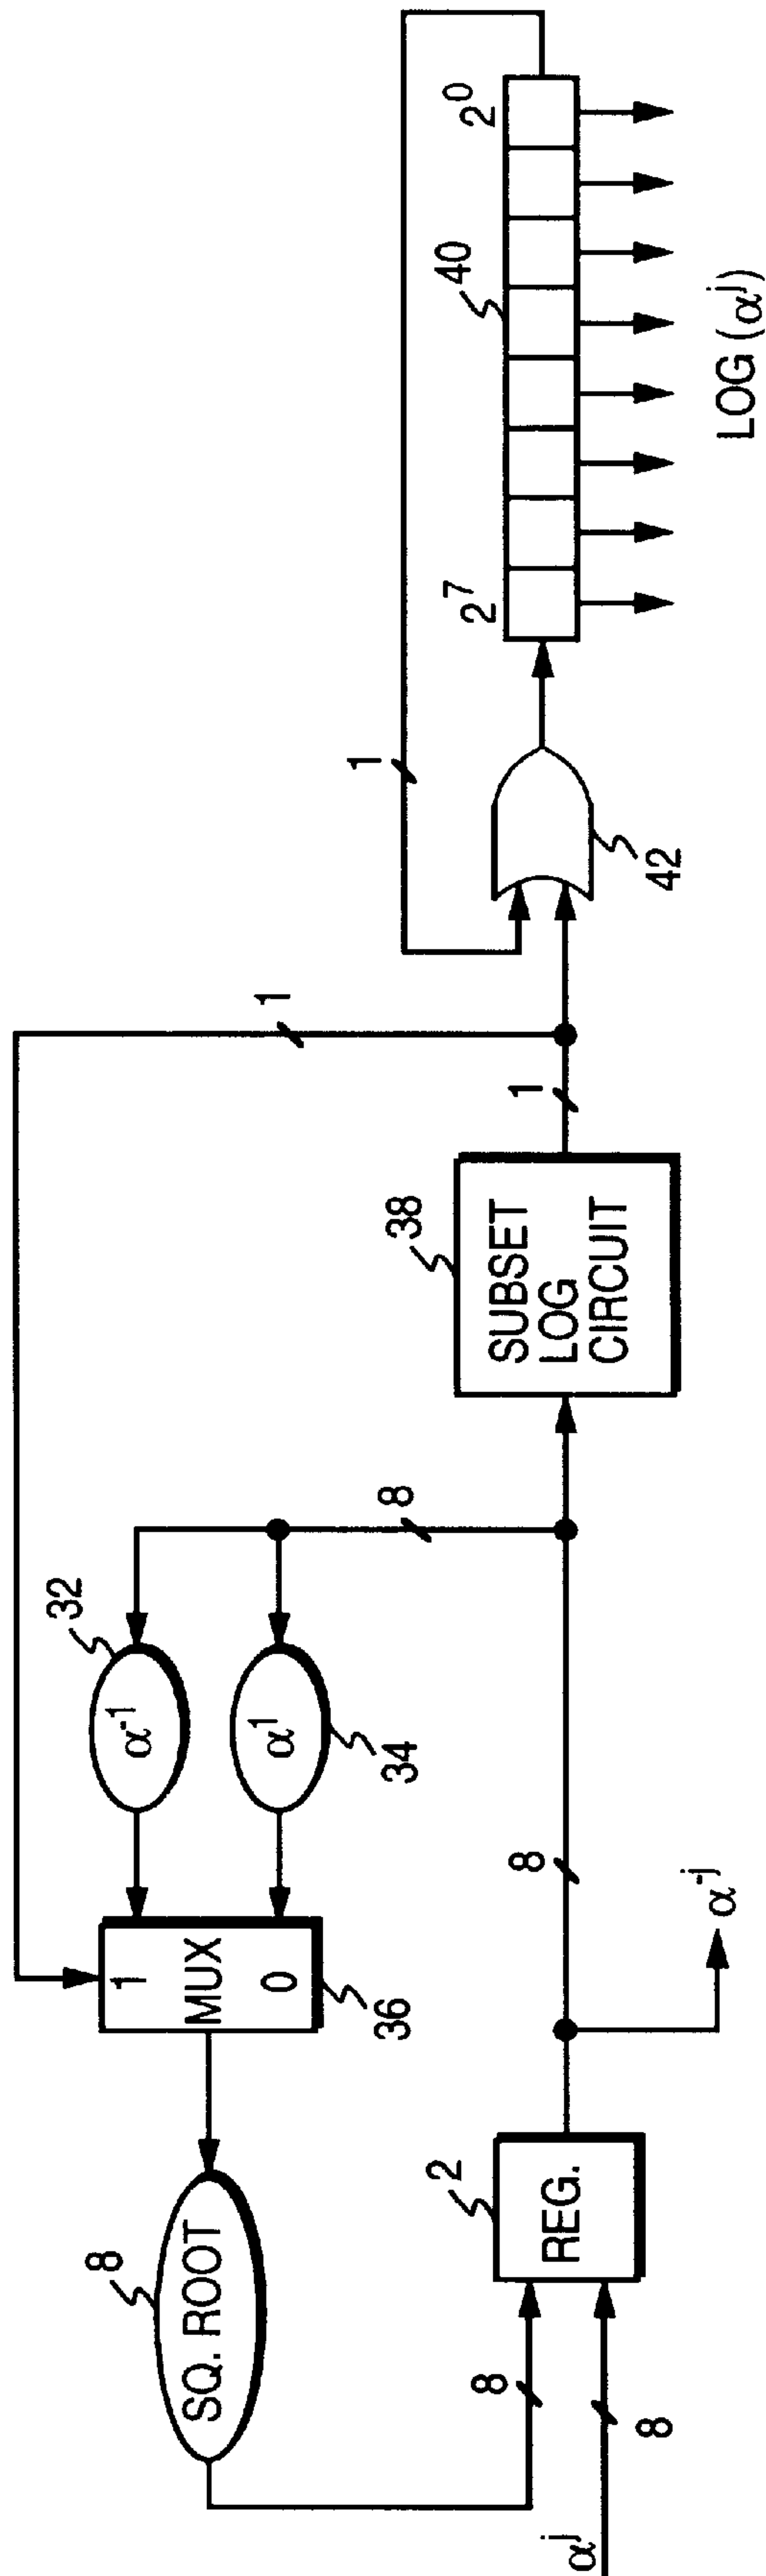 8
SQ. ROOT
1
MUX
0
36
32
α⁻¹
α¹
34
1
8
αʲ
8
8
2
REG.
α⁻ʲ
8
8
38
SUBSET
LOG
CIRCUIT
1
1
42
2⁷
40
2⁰
LOG (αʲ)